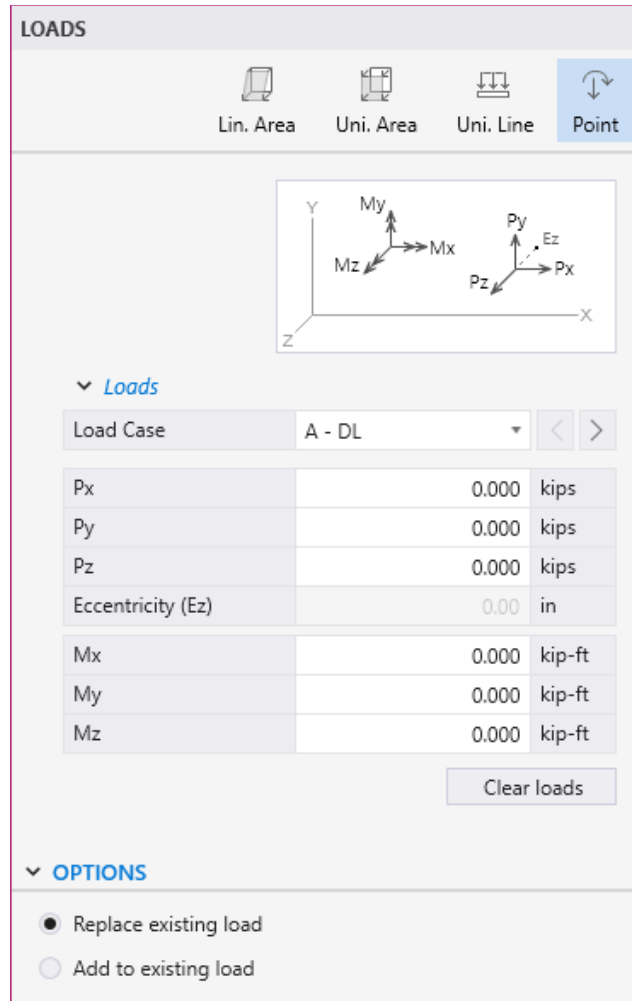 LOADS
Lin. Area Uni. Area Uni. Line Point
Y My Mx Mz Py Ez Px Pz X Z
Loads
Load Case A - DL
Px 0.000 kips
Py 0.000 kips
Pz 0.000 kips
Eccentricity (Ez) 0.00 in
Mx 0.000 kip-ft
My 0.000 kip-ft
Mz 0.000 kip-ft
Clear loads
OPTIONS
Replace existing load
Add to existing load